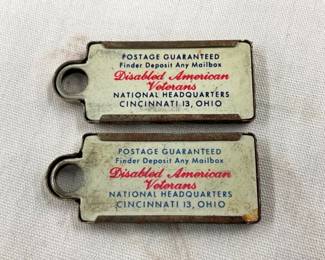 POSTAGE GUARANTEED
Finder Deposit Any Mailbox
Disabled American
Veterans
NATIONAL HEADQUARTERS
CINCINNATI 13, OHIO
POSTAGE GUARANTEED
Finder Deposit Any Mailbox
Disabled American
Veterans
NATIONAL HEADQUARTERS
CINCINNATI 13, OHIO